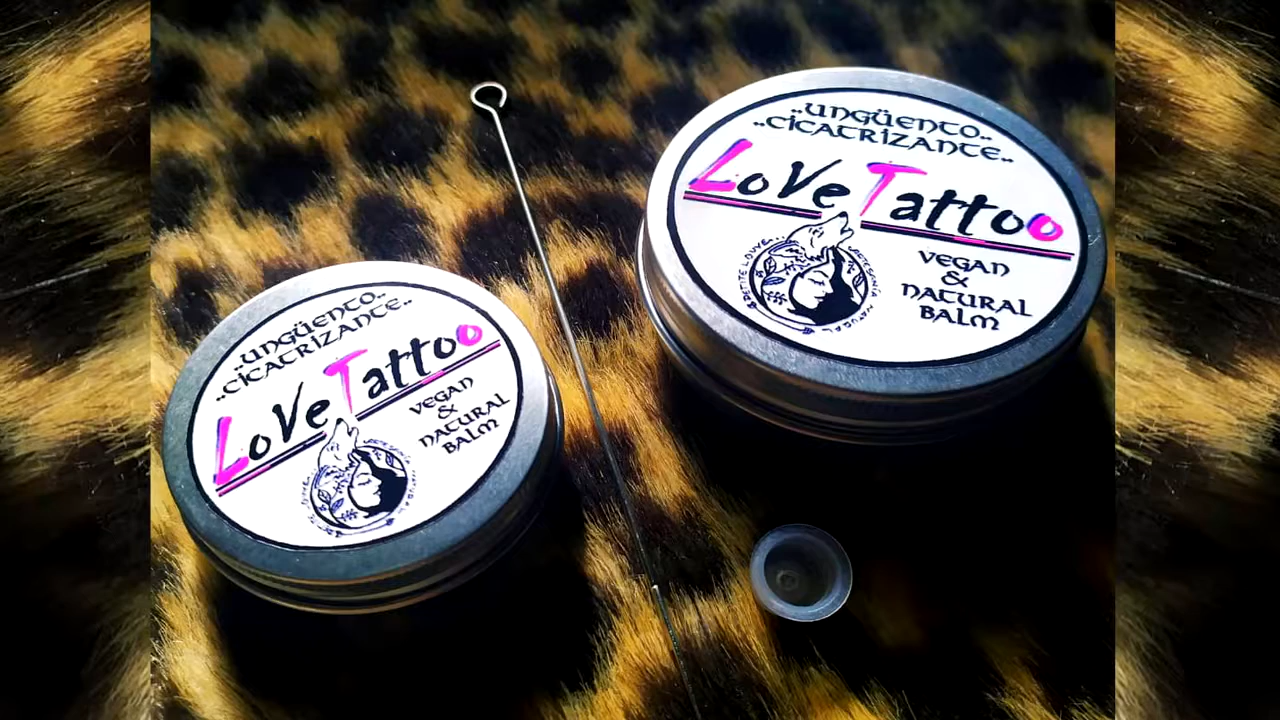 ..UNGÜENTO..
..CICATRIZANTE..
LoVe Tattoo
VEGAN
&
NATURAL
BALM
..UNGÜENTO..
..CICATRIZANTE..
LoVe Tattoo
VEGAN
&
NATURAL
BALM